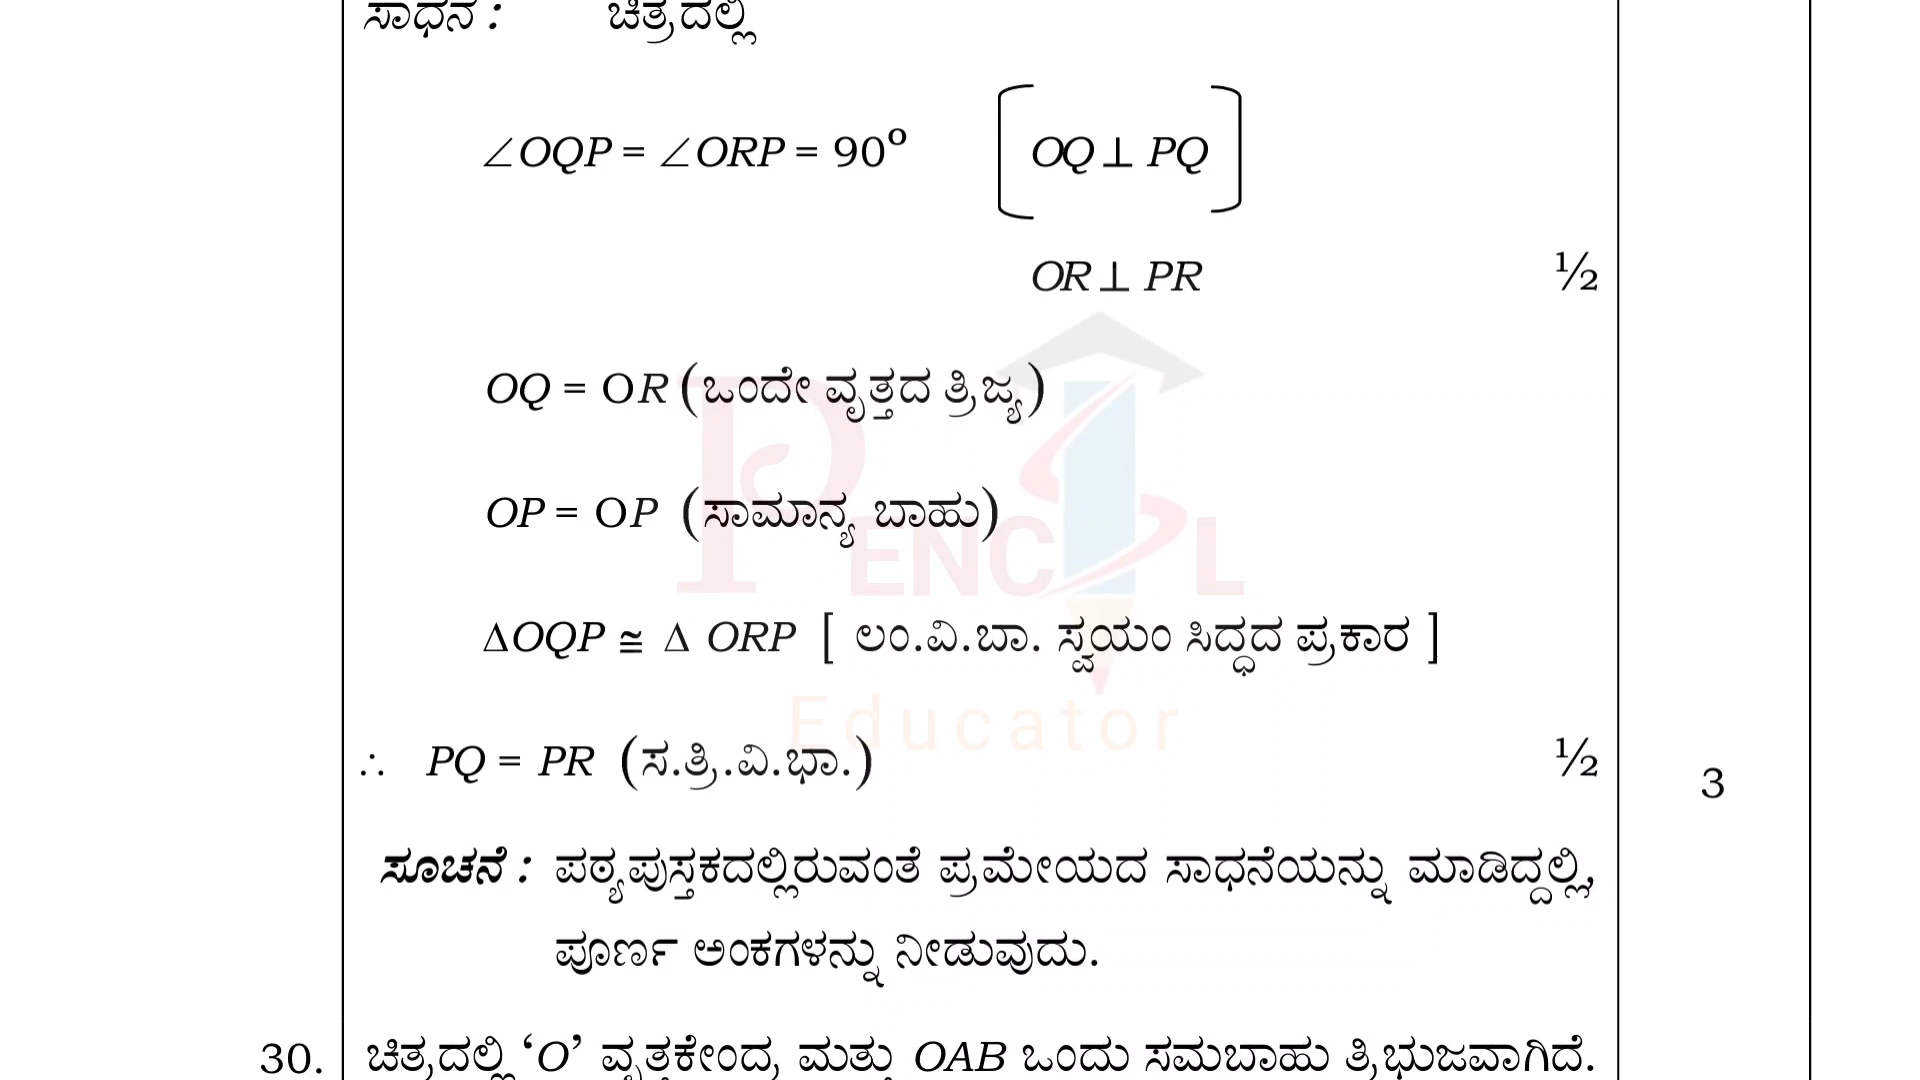 ಸಾಧನ : ಚಿತ್ರದಲ್ಲಿ
∠OQP = ∠ORP = 90° [ OQ ⊥ PQ ]
OR ⊥ PR ½
OQ = OR (ಒಂದೇ ವೃತ್ತದ ತ್ರಿಜ್ಯ)
OP = OP (ಸಾಮಾನ್ಯ ಬಾಹು)
PENCIL
ΔOQP ≅ Δ ORP [ ಲಂ.ವಿ.ಬಾ. ಸ್ವಯಂ ಸಿದ್ಧದ ಪ್ರಕಾರ ]
Educator
∴ PQ = PR (ಸ.ತ್ರಿ.ವಿ.ಭಾ.) ½ 3
ಸೂಚನೆ : ಪಠ್ಯಪುಸ್ತಕದಲ್ಲಿರುವಂತೆ ಪ್ರಮೇಯದ ಸಾಧನೆಯನ್ನು ಮಾಡಿದ್ದಲ್ಲಿ,
ಪೂರ್ಣ ಅಂಕಗಳನ್ನು ನೀಡುವುದು.
30. ಚಿತ್ರದಲ್ಲಿ ‘O’ ವೃತ್ತಕೇಂದ್ರ ಮತ್ತು OAB ಒಂದು ಸಮಬಾಹು ತ್ರಿಭುಜವಾಗಿದೆ.